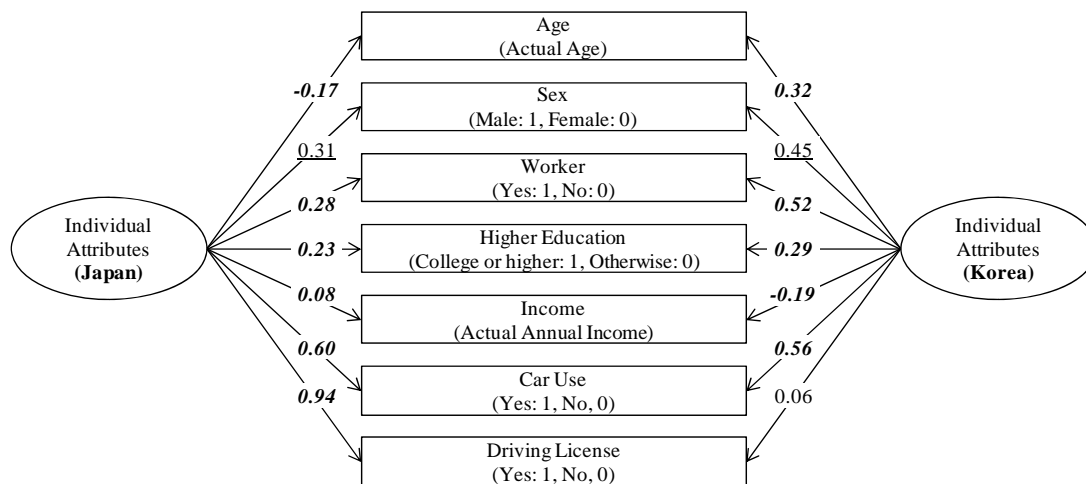 Age
(Actual Age)
-0.17
0.32
Sex
(Male: 1, Female: 0)
0.31
0.45
Worker
(Yes: 1, No: 0)
0.28
0.52
Individual
Attributes
(Japan)
Higher Education
(College or higher: 1, Otherwise: 0)
0.23
0.29
Individual
Attributes
(Korea)
0.08
-0.19
Income
(Actual Annual Income)
0.60
0.56
Car Use
(Yes: 1, No, 0)
0.94
0.06
Driving License
(Yes: 1, No, 0)